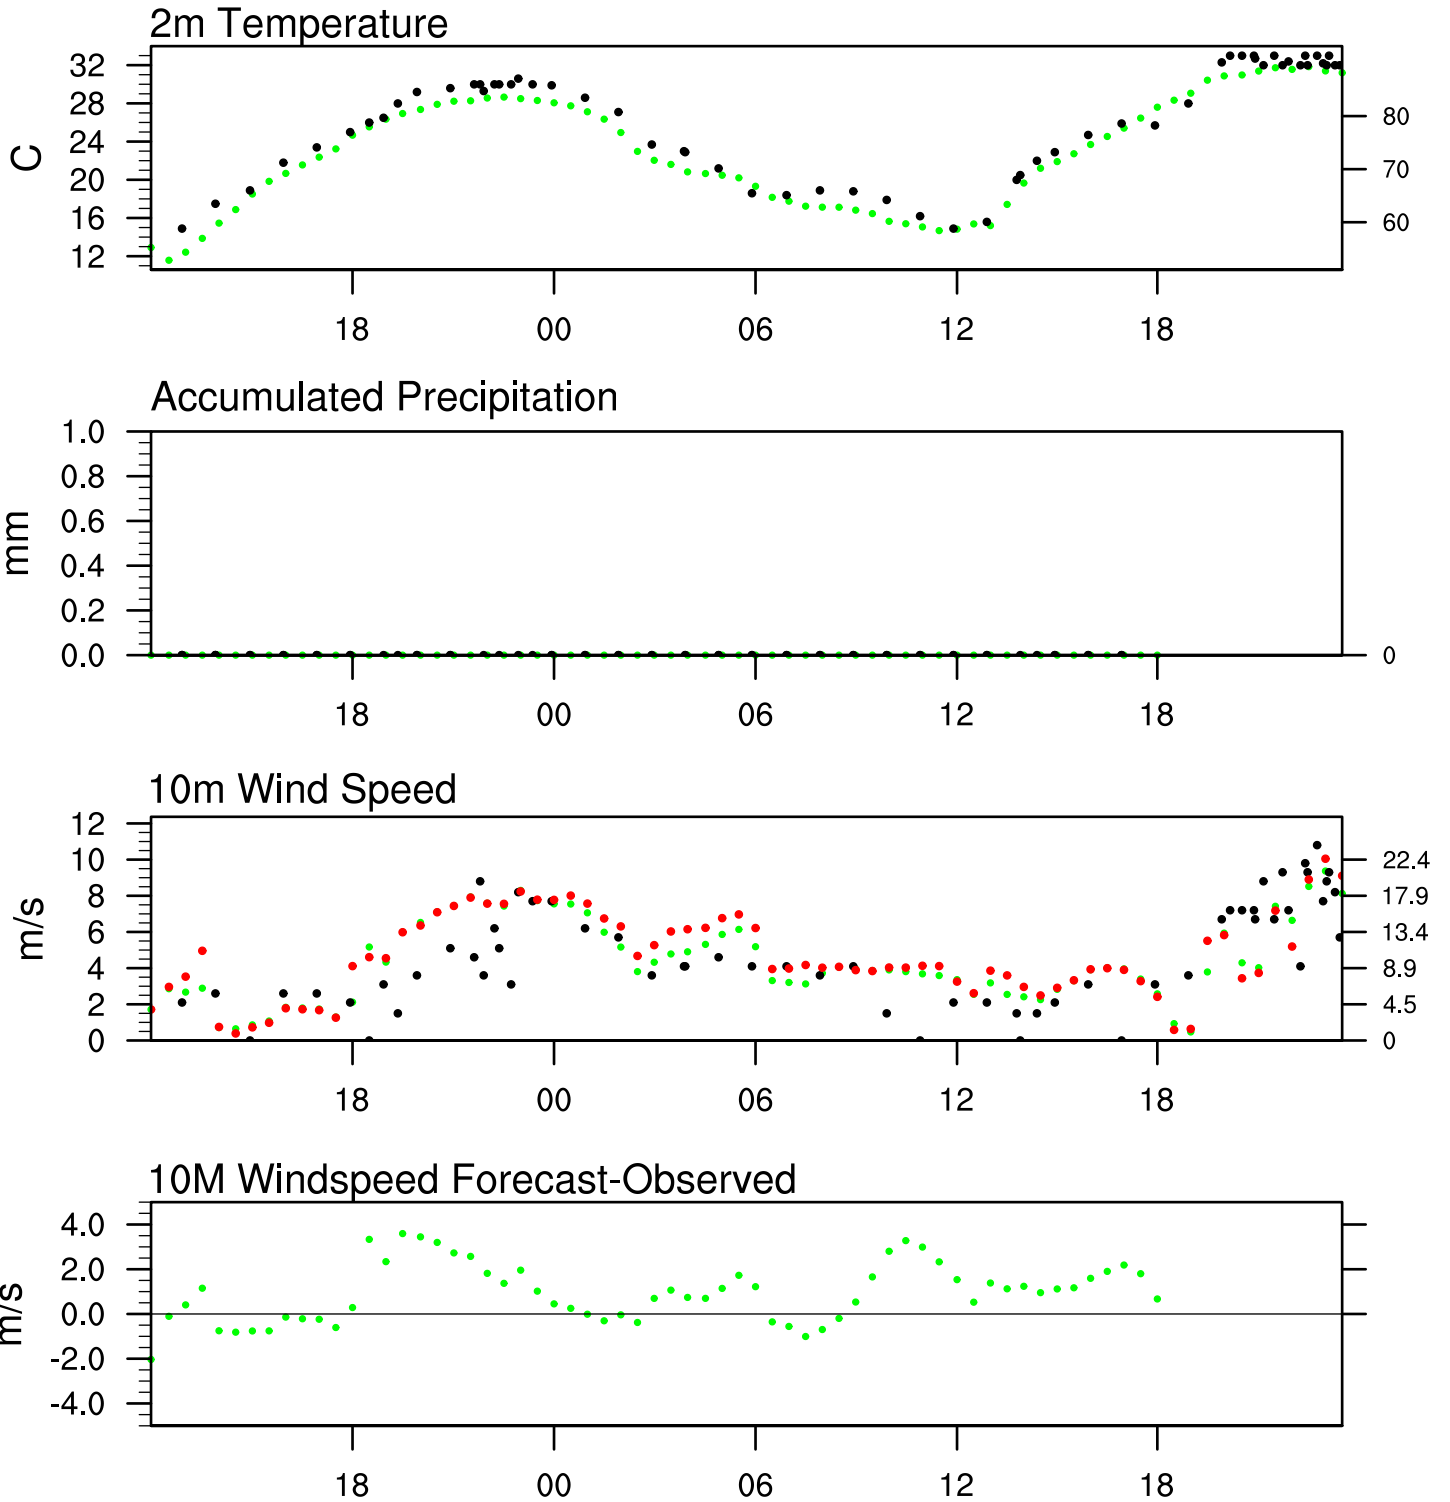 2m Temperature
32
28
24
20
16
12
C
80
70
60
18 00 06 12 18
Accumulated Precipitation
1.0
0.8
0.6
0.4
0.2
0.0
mm
0
18 00 06 12 18
10m Wind Speed
12
10
8
6
4
2
0
m/s
22.4
17.9
13.4
8.9
4.5
0
18 00 06 12 18
10M Windspeed Forecast-Observed
4.0
2.0
0.0
-2.0
-4.0
m/s
18 00 06 12 18